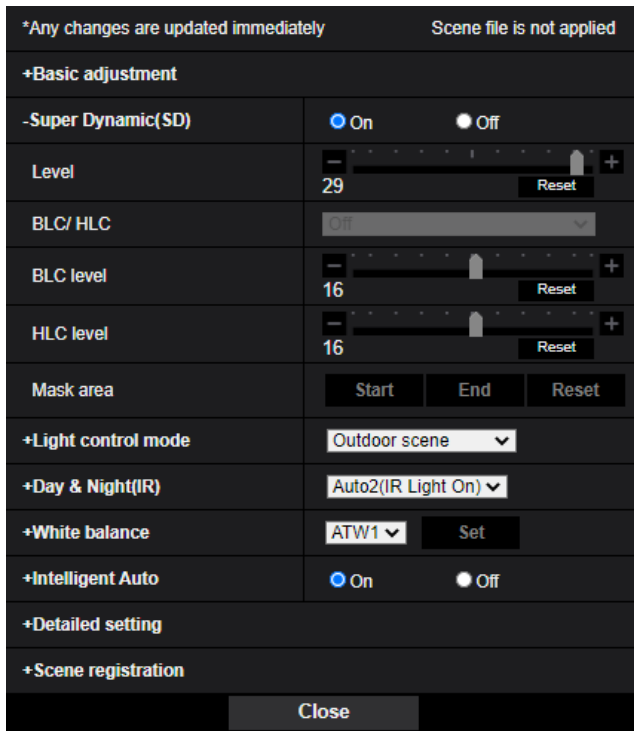 *Any changes are updated immediately Scene file is not applied
+Basic adjustment
-Super Dynamic(SD) On Off
Level 29 Reset
BLC/ HLC Off
BLC level 16 Reset
HLC level 16 Reset
Mask area Start End Reset
+Light control mode Outdoor scene
+Day & Night(IR) Auto2(IR Light On)
+White balance ATW1 Set
+Intelligent Auto On Off
+Detailed setting
+Scene registration
Close